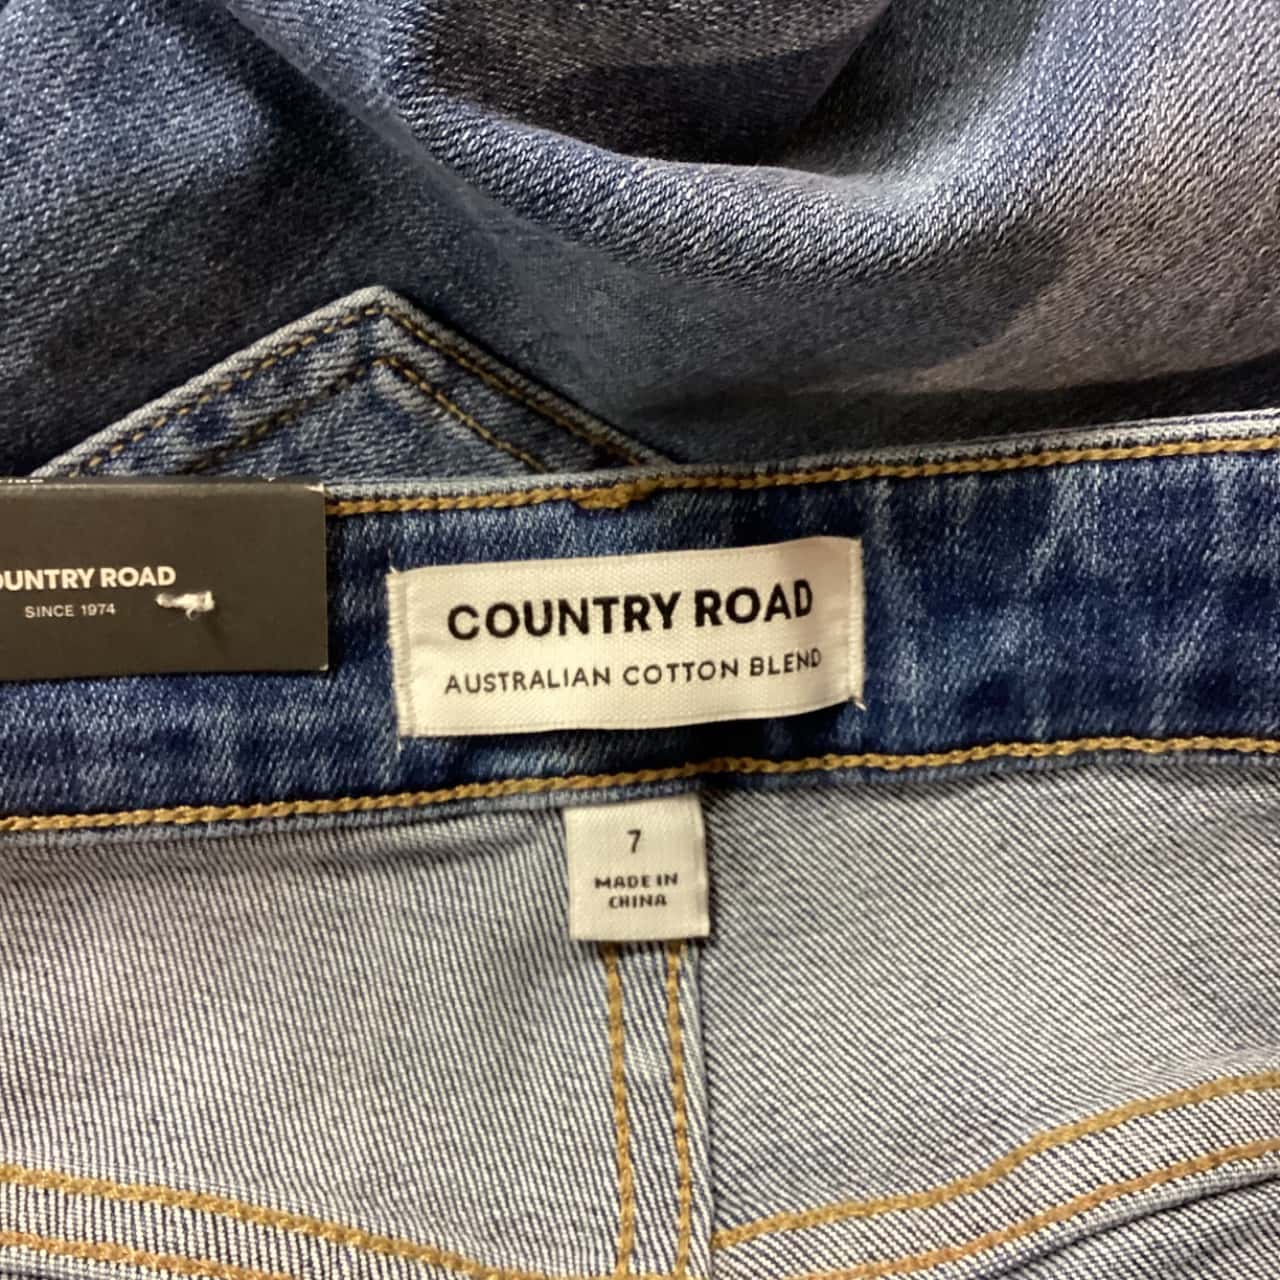 OUNTRY ROAD
SINCE 1974
COUNTRY ROAD
AUSTRALIAN COTTON BLEND
7
MADE IN
CHINA